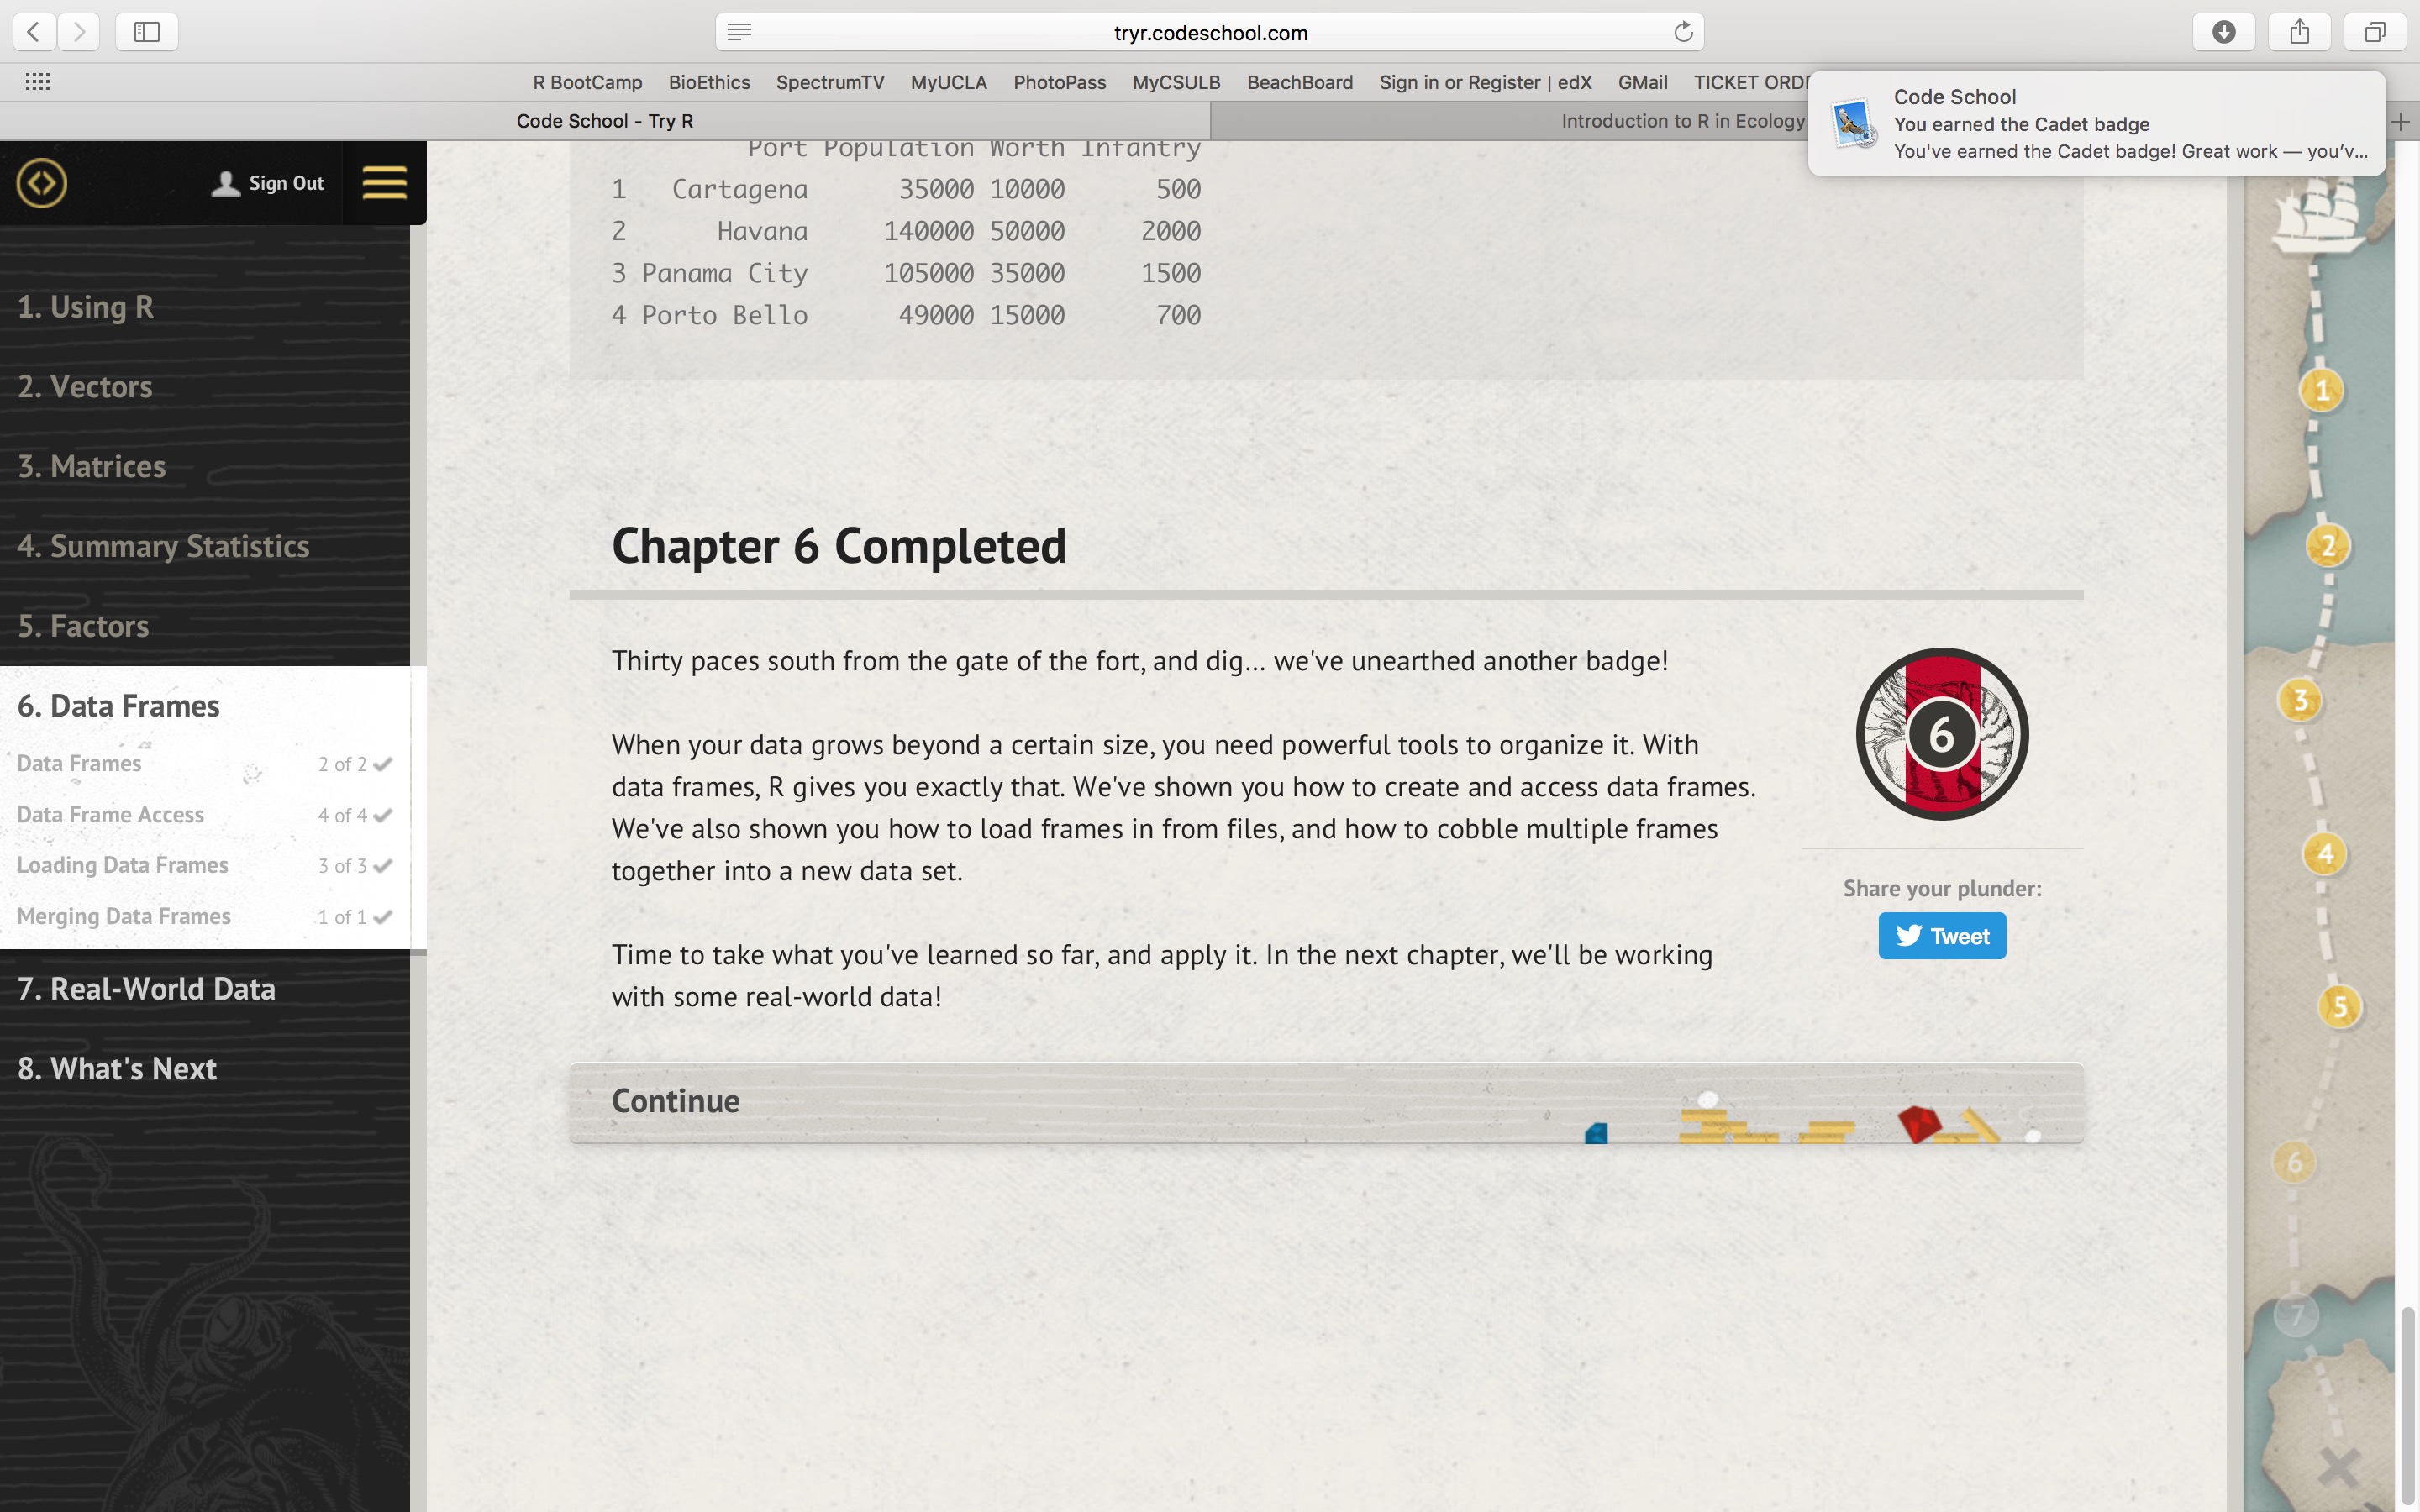 tryr.codeschool.com
R BootCamp BioEthics SpectrumTV MyUCLA PhotoPass MyCSULB BeachBoard Sign in or Register | edX GMail TICKET
Code School - Try R
Introduction to R in Ecology
Code School
You earned the Cadet badge
You've earned the Cadet badge! Great work — you'v...
Sign Out
1. Using R
2. Vectors
3. Matrices
4. Summary Statistics
5. Factors
6. Data Frames
Data Frames 2 of 2
Data Frame Access 4 of 4
Loading Data Frames 3 of 3
Merging Data Frames 1 of 1
7. Real-World Data
8. What's Next
Port Population Worth Infantry
1 Cartagena 35000 10000 500
2 Havana 140000 50000 2000
3 Panama City 105000 35000 1500
4 Porto Bello 49000 15000 700
Chapter 6 Completed
Thirty paces south from the gate of the fort, and dig... we've unearthed another badge!
When your data grows beyond a certain size, you need powerful tools to organize it. With
data frames, R gives you exactly that. We've shown you how to create and access data frames.
We've also shown you how to load frames in from files, and how to cobble multiple frames
together into a new data set.
Time to take what you've learned so far, and apply it. In the next chapter, we'll be working
with some real-world data!
6
Share your plunder:
Tweet
Continue
1
2
3
4
5
6
7